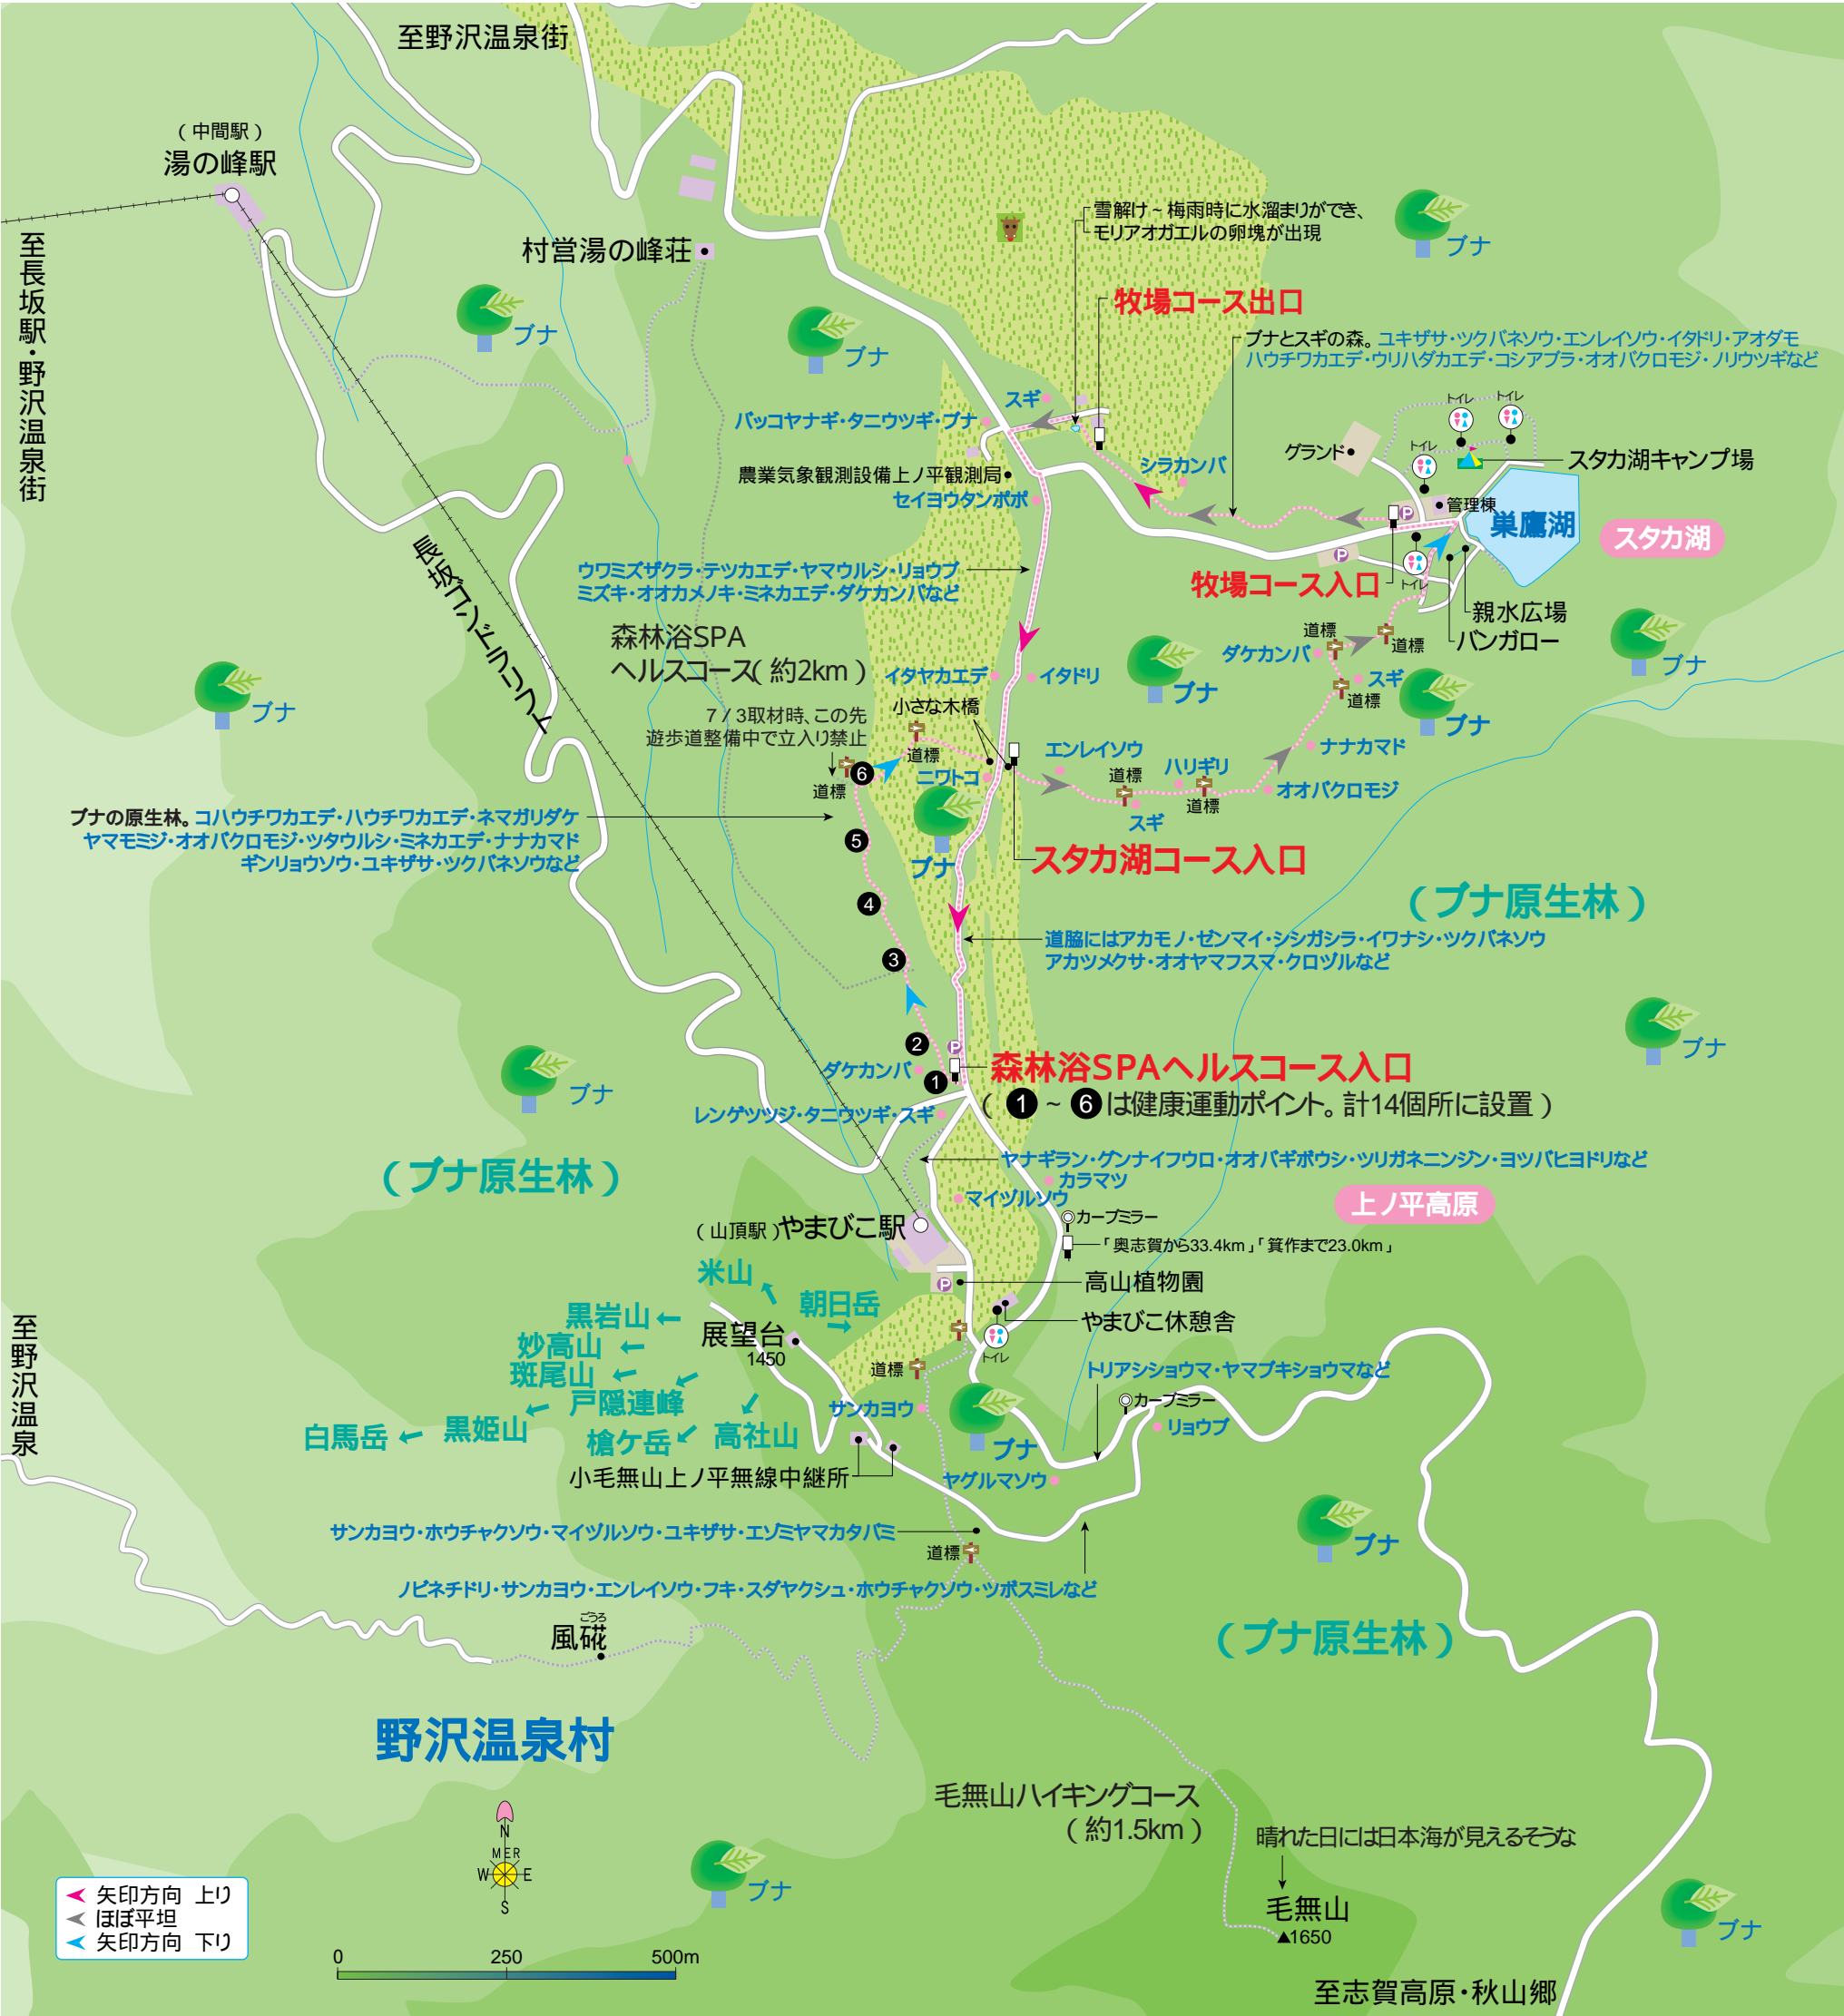 至野沢温泉街
(中間駅)
湯の峰駅
至長坂駅・野沢温泉街
村営湯の峰荘
雪解け~梅雨時に水溜まりができ、
モリアオガエルの卵塊が出現
ブナ
牧場コース出口
ブナ
ブナ
ブナとスギの森。ユキザサ・ツクバネソウ・エンレイソウ・イタドリ・アオダモ
ハウチワカエデ・ウリハダカエデ・コシアブラ・オオバクロモジ・ノリウツギなど
スギ
バッコヤナギ・タニウツギ・ブナ
トイレ
トイレ
トイレ
グランド
スタカ湖キャンプ場
シラカンバ
農業気象観測設備上ノ平観測局
セイヨウタンポポ
管理棟
P
巣鷹湖
スタカ湖
P
トイレ
長坂ゴンドラリフト
ウワミズザクラ・テツカエデ・ヤマウルシ・リョウブ
ミズキ・オオカメノキ・ミネカエデ・ダケカンバなど
牧場コース入口
親水広場
バンガロー
森林浴SPA
ヘルスコース(約2km)
道標
道標
ダケカンバ
ブナ
ブナ
ブナ
イタヤカエデ
イタドリ
スギ
道標
ブナ
小さな木橋
7/3取材時、この先
遊歩道整備中で立入り禁止
道標
エンレイソウ
ナナカマド
ニワトコ
道標
ハリギリ
道標
オオバクロモジ
道標
スギ
6
ブナの原生林。コハウチワカエデ・ハウチワカエデ・ネマガリダケ
ヤマモミジ・オオバクロモジ・ツタウルシ・ミネカエデ・ナナカマド
ギンリョウソウ・ユキザサ・ツクバネソウなど
5
ブナ
スタカ湖コース入口
4
(ブナ原生林)
道脇にはアカモノ・ゼンマイ・シシガシラ・イワナシ・ツクバネソウ
アカツメクサ・オオヤマフスマ・クロヅルなど
3
2
P
ブナ
ダケカンバ
1
森林浴SPAヘルスコース入口
(1~6は健康運動ポイント。計14個所に設置)
ブナ
レンゲツツジ・タニウツギ・スギ
(ブナ原生林)
ヤナギラン・グンナイフウロ・オオバギボウシ・ツリガネニンジン・ヨツバヒヨドリなど
カラマツ
マイヅルソウ
上ノ平高原
(山頂駅)やまびこ駅
カーブミラー
「奥志賀から33.4km」「箕作まで23.0km」
米山
P
高山植物園
朝日岳
黒岩山
やまびこ休憩舎
至野沢温泉
妙高山
展望台
1450
トイレ
斑尾山
道標
トリアシショウマ・ヤマブキショウマなど
戸隠連峰
カーブミラー
サンカヨウ
リョウブ
白馬岳
黒姫山
槍ケ岳
高社山
ブナ
小毛無山上ノ平無線中継所
ヤグルマソウ
サンカヨウ・ホウチャクソウ・マイヅルソウ・ユキザサ・エゾミヤマカタバミ
道標
ブナ
ノビネチドリ・サンカヨウ・エンレイソウ・フキ・スダヤクシュ・ホウチャクソウ・ツボスミレなど
ごうろ
風硴
(ブナ原生林)
野沢温泉村
毛無山ハイキングコース
(約1.5km)
晴れた日には日本海が見えるそうな
N
MER
W E
S
ブナ
毛無山
▲1650
ブナ
矢印方向 上り
ほぼ平坦
矢印方向 下り
0 250 500m
至志賀高原・秋山郷